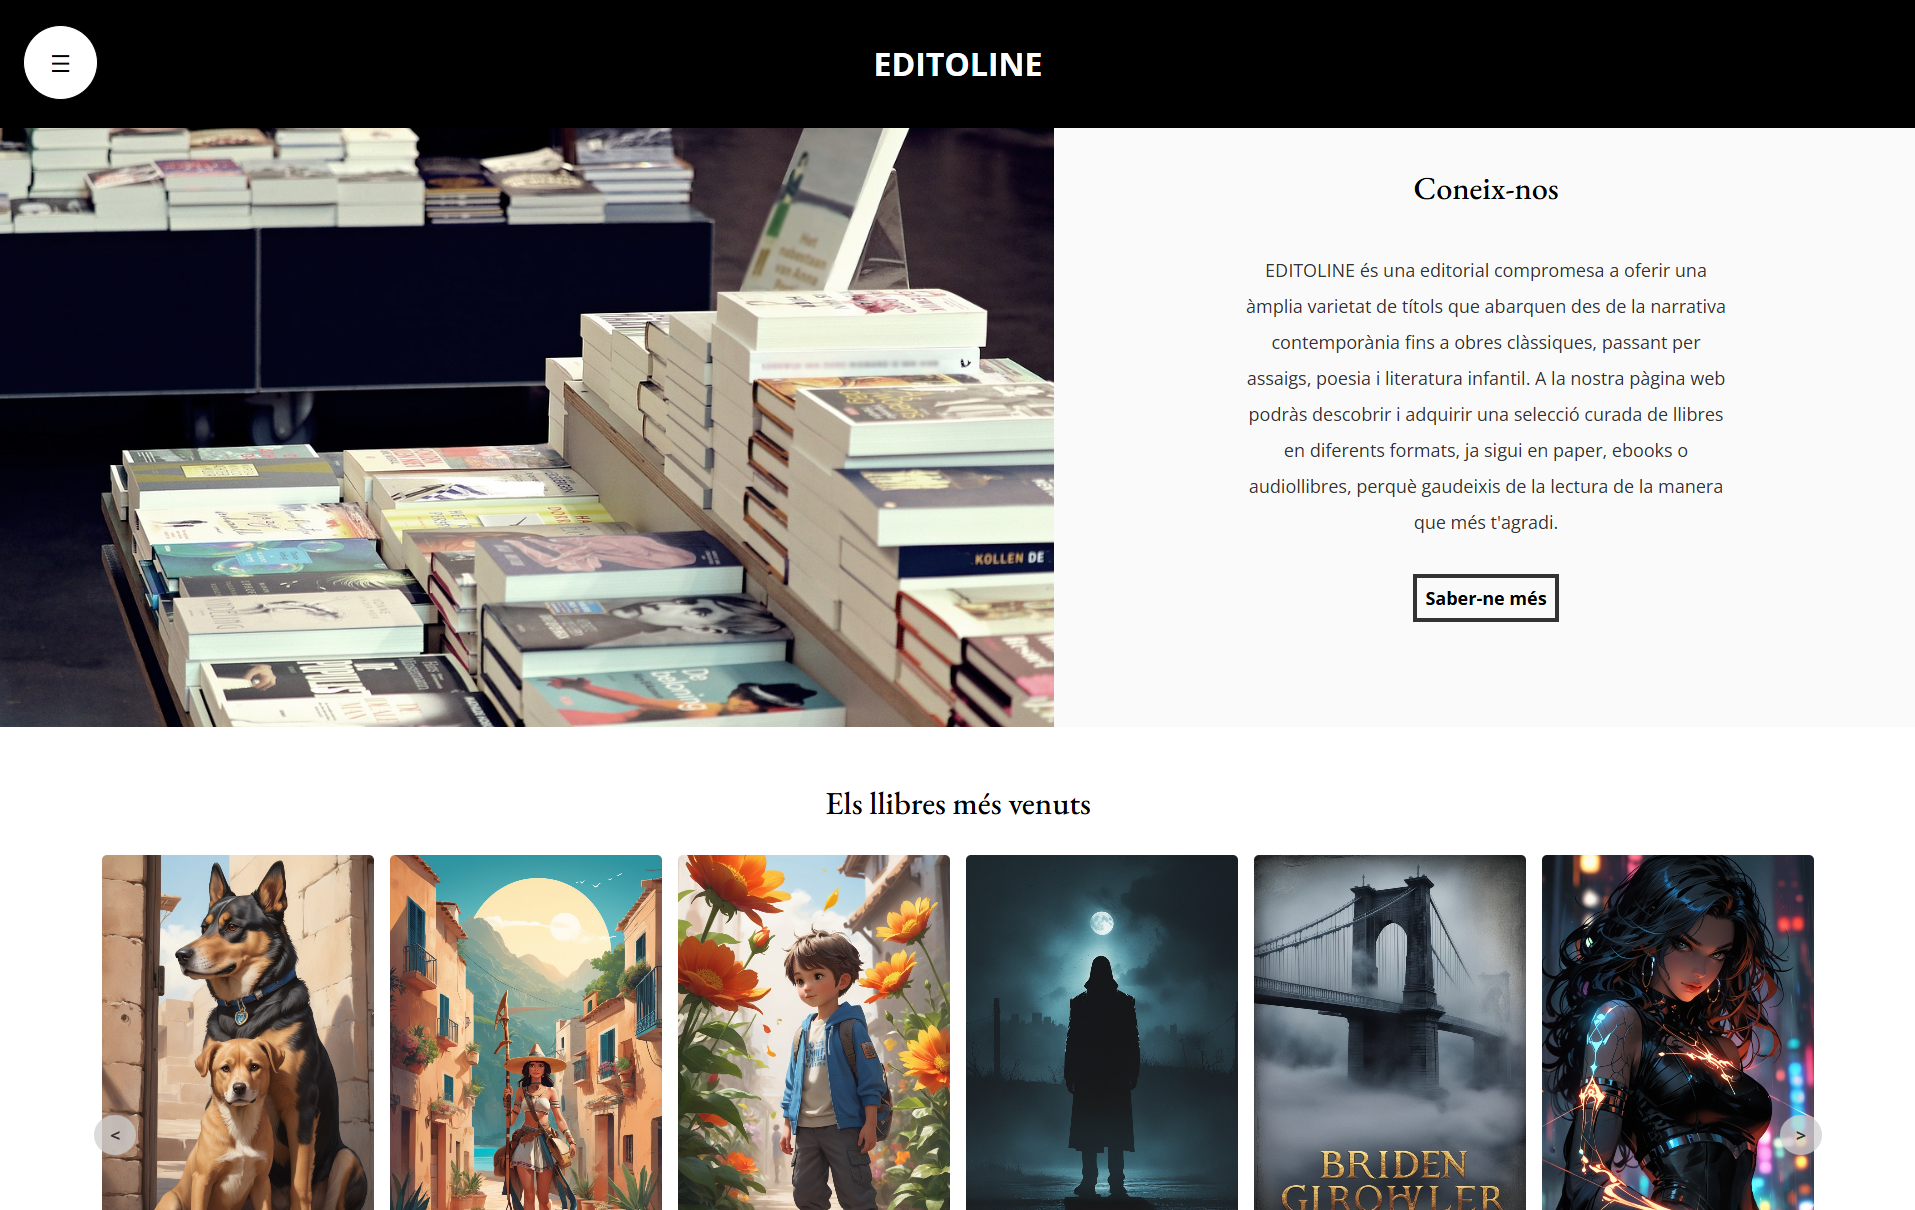 ☰
EDITOLINE
Coneix-nos
EDITOLINE és una editorial compromesa a oferir una
àmplia varietat de títols que abarquen des de la narrativa
contemporània fins a obres clàssiques, passant per
assaigs, poesia i literatura infantil. A la nostra pàgina web
podràs descobrir i adquirir una selecció curada de llibres
en diferents formats, ja sigui en paper, ebooks o
audiollibres, perquè gaudeixis de la lectura de la manera
que més t'agradi.
Saber-ne més
KOLLEN DE
De
beloning
Els llibres més venuts
<
>
BRIDEN